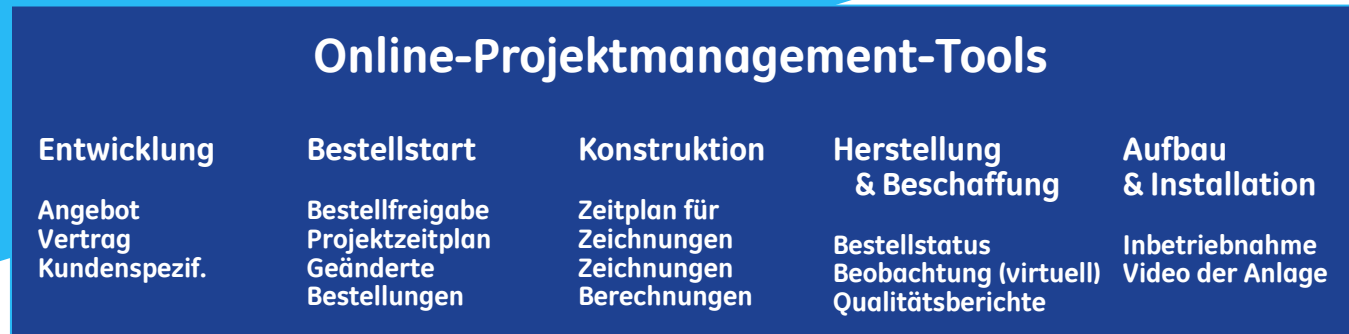 Online-Projektmanagement-Tools
Entwicklung
Angebot
Vertrag
Kundenspezif.
Bestellstart
Bestellfreigabe
Projektzeitplan
Geänderte
Bestellungen
Konstruktion
Zeitplan für
Zeichnungen
Zeichnungen
Berechnungen
Herstellung
& Beschaffung
Bestellstatus
Beobachtung (virtuell)
Qualitätsberichte
Aufbau
& Installation
Inbetriebnahme
Video der Anlage